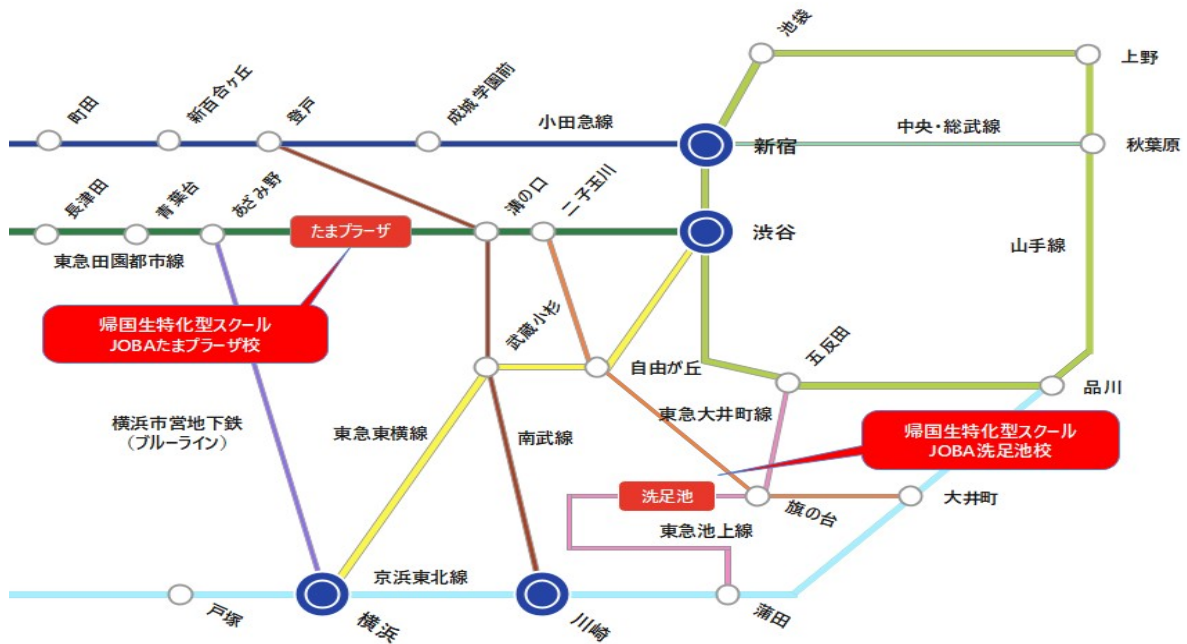 池袋
上野
町田
新百合ヶ丘
登戸
成城学園前
小田急線
新宿
中央・総武線
秋葉原
長津田
青葉台
あざみ野
たまプラーザ
溝の口
二子玉川
渋谷
山手線
東急田園都市線
帰国生特化型スクール
JOBAたまプラーザ校
武蔵小杉
自由が丘
五反田
品川
横浜市営地下鉄
(ブルーライン)
東急東横線
南武線
東急大井町線
帰国生特化型スクール
JOBA洗足池校
洗足池
旗の台
大井町
東急池上線
京浜東北線
戸塚
横浜
川崎
蒲田